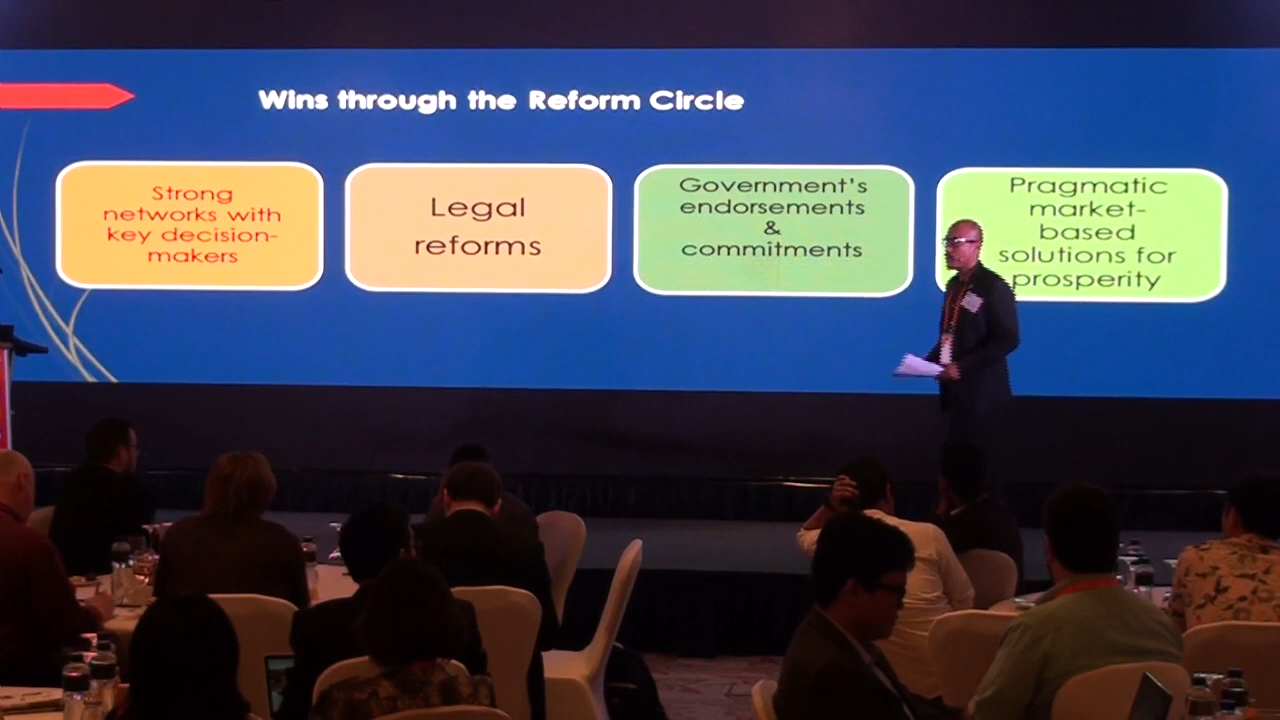 Wins through the Reform Circle
Strong
networks with
key decision-
makers
Legal
reforms
Government's
endorsements
&
commitments
Pragmatic
market-
based
solutions for
prosperity